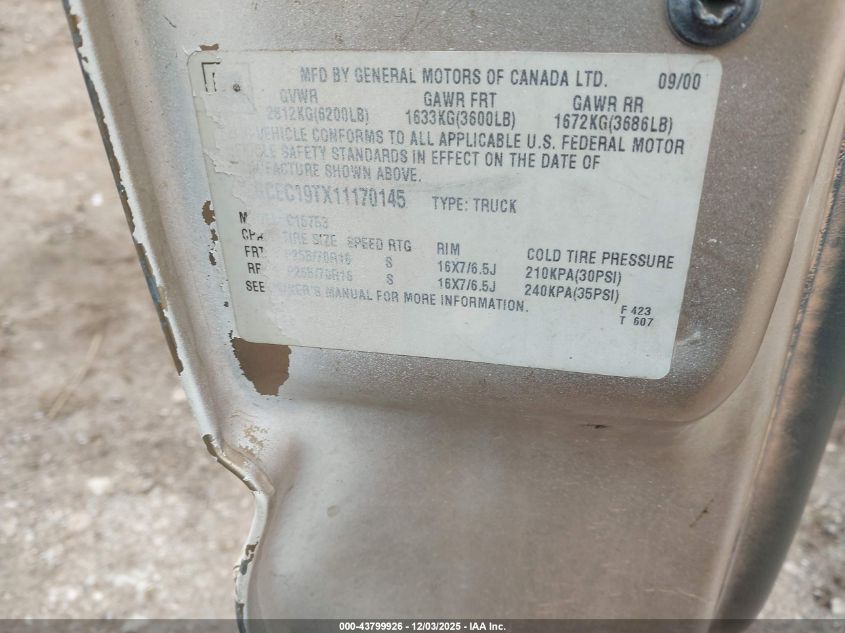 MFD BY GENERAL MOTORS OF CANADA LTD. 09/00
GVWR GAWR FRT GAWR RR
2812KG(6200LB) 1633KG(3600LB) 1672KG(3686LB)
VEHICLE CONFORMS TO ALL APPLICABLE U.S. FEDERAL MOTOR
SAFETY STANDARDS IN EFFECT ON THE DATE OF
FACTURE SHOWN ABOVE.
CEC19TX11170145 TYPE: TRUCK
C15753
TIRE SIZE SPEED RTG RIM COLD TIRE PRESSURE
FRT S 16X7/6.5J 210KPA(30PSI)
S 16X7/6.5J 240KPA(35PSI)
SEE MANUAL FOR MORE INFORMATION.
F 423
T 607
000-43799926 - 12/03/2025 - IAA Inc.